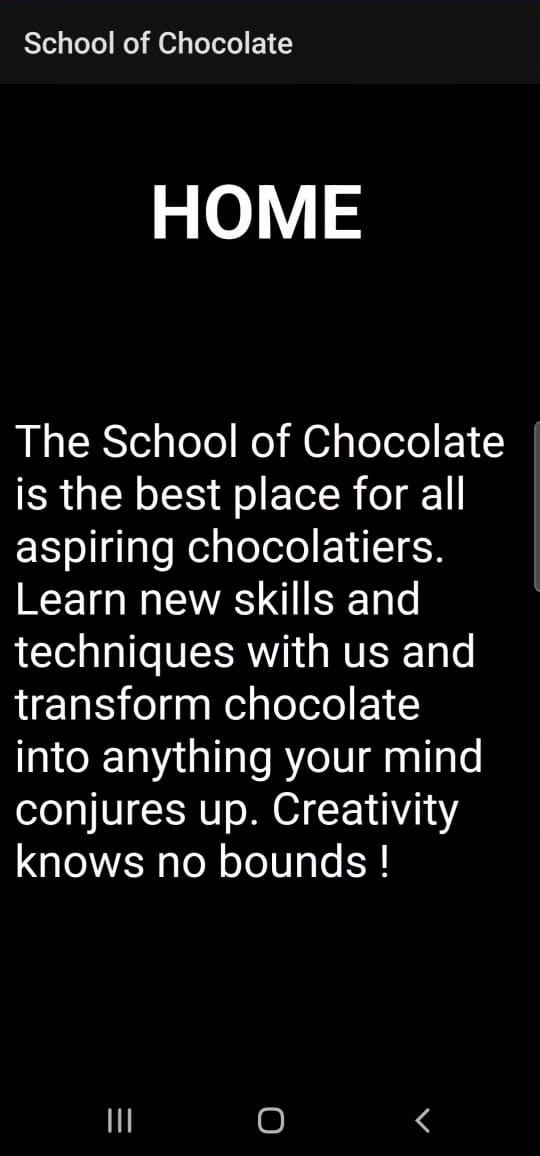 School of Chocolate
HOME
The School of Chocolate
is the best place for all
aspiring chocolatiers.
Learn new skills and
techniques with us and
transform chocolate
into anything your mind
conjures up. Creativity
knows no bounds !